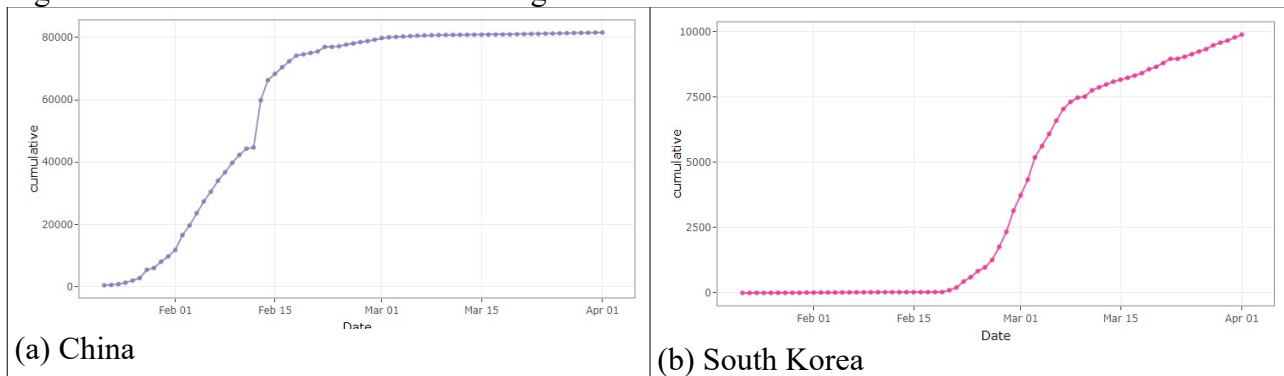 80000
60000
40000
20000
0
cumulative
Feb 01
Feb 15
Mar 01
Mar 15
Apr 01
Date
(a) China
10000
7500
5000
2500
0
cumulative
Feb 01
Feb 15
Mar 01
Mar 15
Apr 01
Date
(b) South Korea